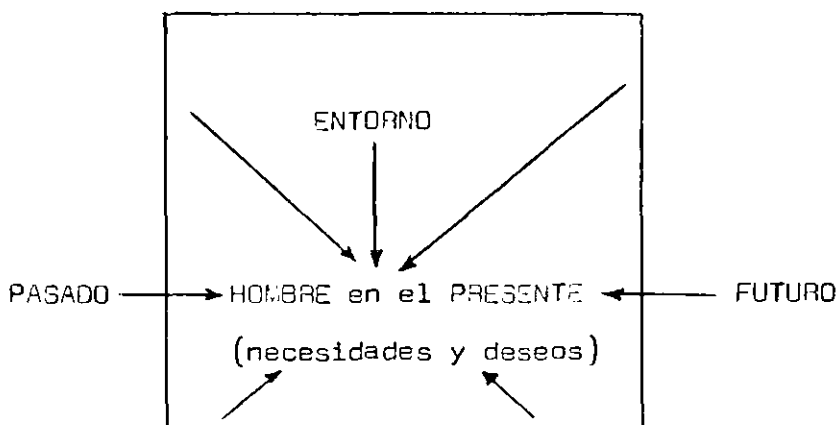 ENTORNO
PASADO HOMBRE en el PRESENTE FUTURO
(necesidades y deseos)